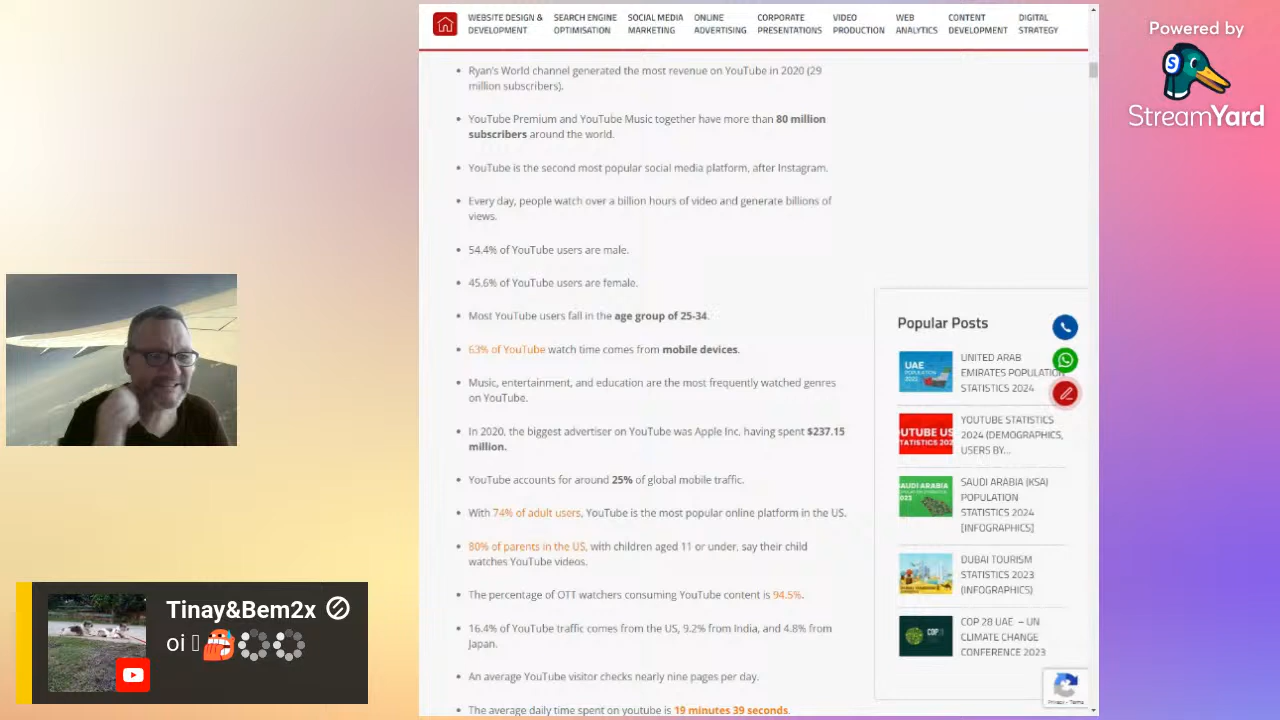 WEBSITE DESIGN &
DEVELOPMENT
SEARCH ENGINE
OPTIMISATION
SOCIAL MEDIA
MARKETING
ONLINE
ADVERTISING
CORPORATE
PRESENTATIONS
VIDEO
PRODUCTION
WEB
ANALYTICS
CONTENT
DEVELOPMENT
DIGITAL
STRATEGY
Powered by
StreamYard
Ryan's World channel generated the most revenue on YouTube in 2020 (29
million subscribers).
YouTube Premium and YouTube Music together have more than 80 million
subscribers around the world.
YouTube is the second most popular social media platform, after Instagram.
Every day, people watch over a billion hours of video and generate billions of
views.
54.4% of YouTube users are male.
45.6% of YouTube users are female.
Most YouTube users fall in the age group of 25-34.
63% of YouTube watch time comes from mobile devices.
Music, entertainment, and education are the most frequently watched genres
on YouTube.
In 2020, the biggest advertiser on YouTube was Apple Inc. having spent $237.15
million.
YouTube accounts for around 25% of global mobile traffic.
With 74% of adult users, YouTube is the most popular online platform in the US.
80% of parents in the US, with children aged 11 or under, say their child
watches YouTube videos.
The percentage of OTT watchers consuming YouTube content is 94.5%.
16.4% of YouTube traffic comes from the US, 9.2% from India, and 4.8% from
Japan.
An average YouTube visitor checks nearly nine pages per day.
The average daily time spent on youtube is 19 minutes 39 seconds.
Popular Posts
UAE
POPULATION
UNITED ARAB
EMIRATES POPULATION
STATISTICS 2024
YOUTUBE STATISTICS
2024 (DEMOGRAPHICS,
USERS BY...
SAUDI ARABIA (KSA)
POPULATION
STATISTICS 2024
[INFOGRAPHICS]
DUBAI TOURISM
STATISTICS 2023
(INFOGRAPHICS)
COP
COP 28 UAE – UN
CLIMATE CHANGE
CONFERENCE 2023
Privacy - Terms
Tinay&Bem2x
oi